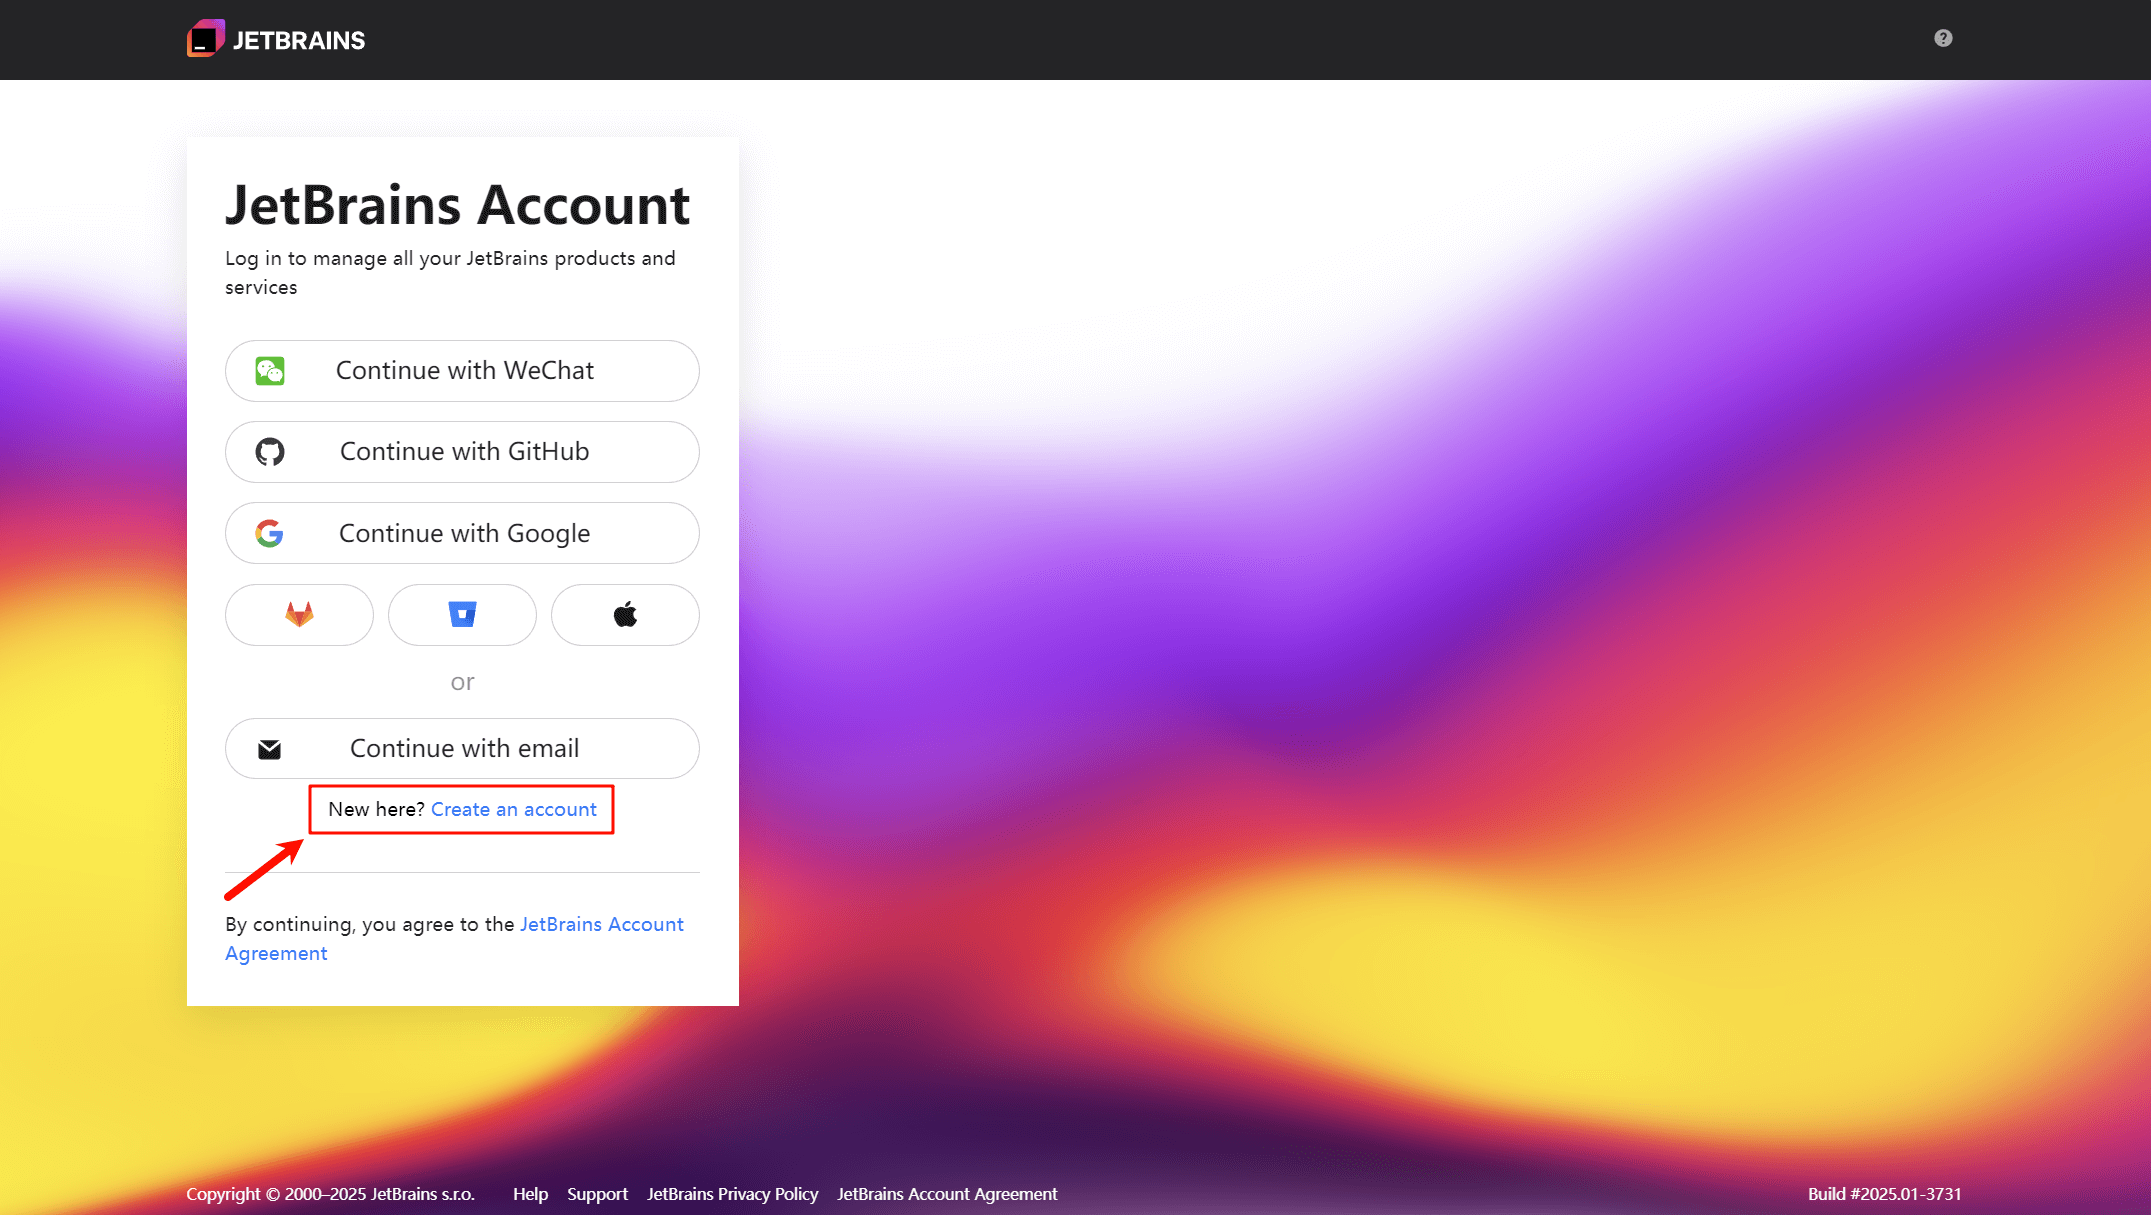 JETBRAINS
JetBrains Account
Log in to manage all your JetBrains products and
services
Continue with WeChat
Continue with GitHub
Continue with Google
or
Continue with email
New here? Create an account
By continuing, you agree to the JetBrains Account
Agreement
Copyright © 2000–2025 JetBrains s.r.o. Help Support JetBrains Privacy Policy JetBrains Account Agreement Build #2025.01-3731